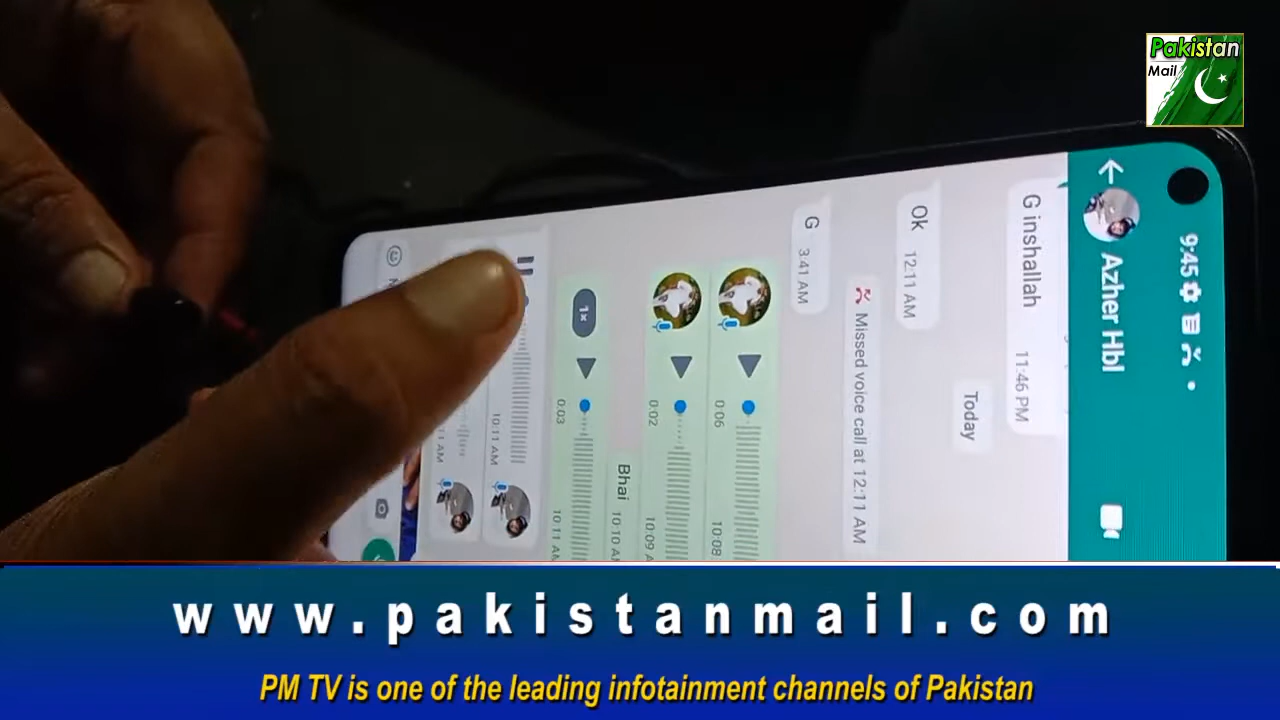 Pakistan
Mail
9:45
Azher Hbl
G inshallah 11:46 PM
Today
Ok 12:11 AM
Missed voice call at 12:11 AM
G 3:41 AM
0:06 10:08
0:02 10:09 A
Bhai 10:10 A
1×
0:03 10:11 AM
10:11 AM
11 AM
N
www.pakistanmail.com
PM TV is one of the leading infotainment channels of Pakistan